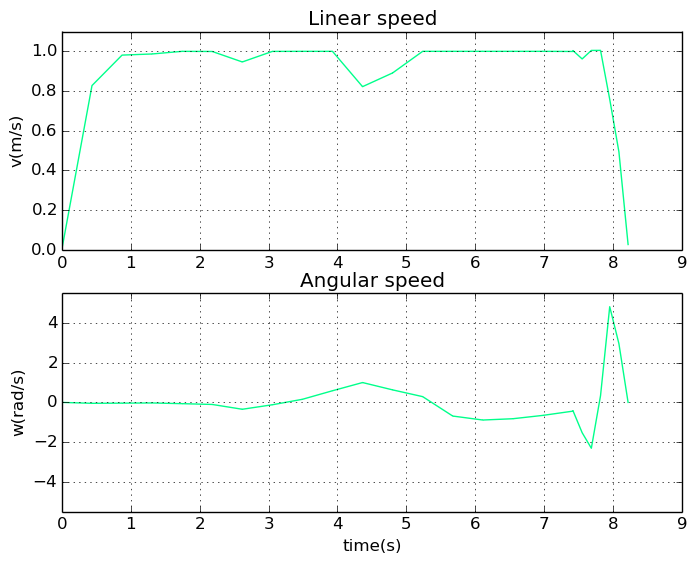 Linear speed
1.0
0.8
0.6
0.4
0.2
0.0
v(m/s)
0 1 2 3 4 5 6 7 8 9
Angular speed
4
2
0
−2
−4
w(rad/s)
0 1 2 3 4 5 6 7 8 9
time(s)